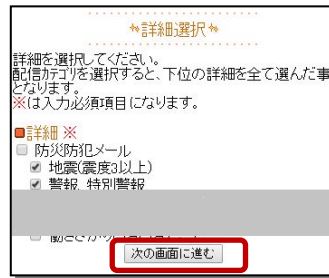 詳細選択
詳細を選択してください。
配信カテゴリを選択すると、下位の詳細を全て選んだ事
となります。
※は入力必須項目になります。
■詳細 ※
防災防犯メール
地震(震度3以上)
警報、特別警報
次の画面に進む